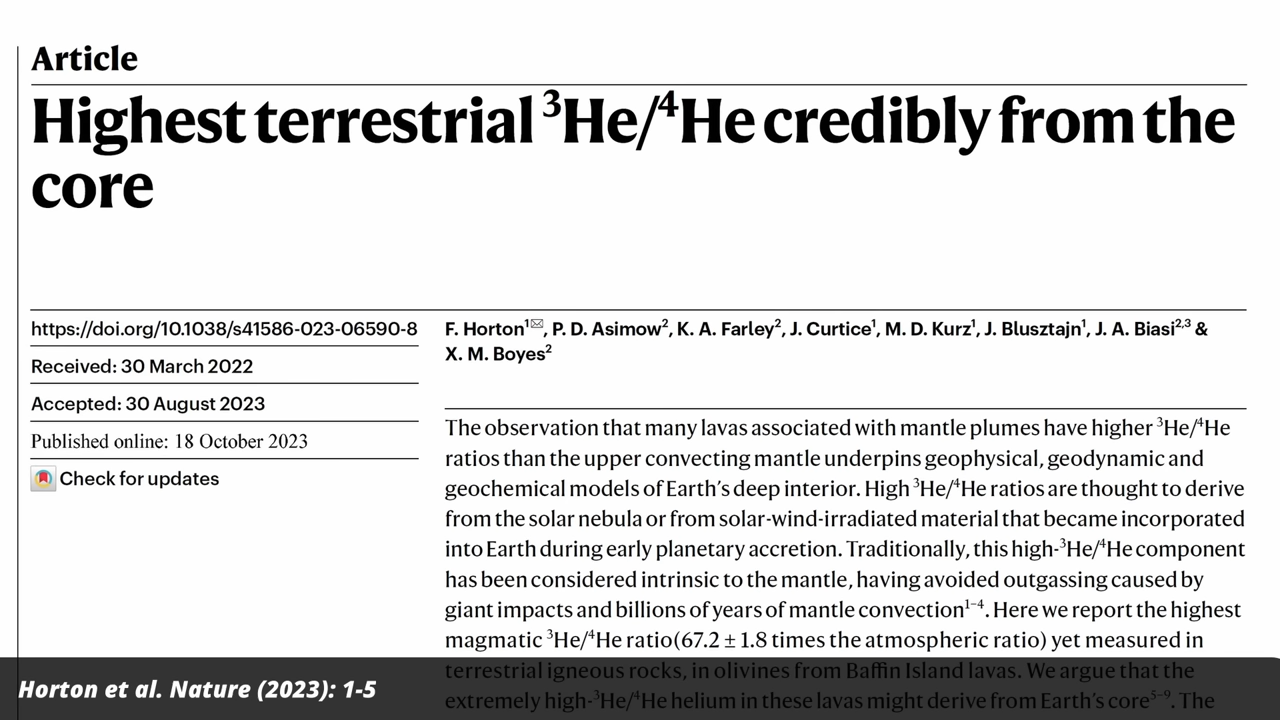 Article
Highest terrestrial ³He/⁴He credibly from the
core
https://doi.org/10.1038/s41586-023-06590-8
Received: 30 March 2022
Accepted: 30 August 2023
Published online: 18 October 2023
Check for updates
F. Horton¹✉, P. D. Asimow², K. A. Farley², J. Curtice¹, M. D. Kurz¹, J. Blusztajn¹, J. A. Biasi²,³ &
X. M. Boyes²
The observation that many lavas associated with mantle plumes have higher ³He/⁴He
ratios than the upper convecting mantle underpins geophysical, geodynamic and
geochemical models of Earth's deep interior. High ³He/⁴He ratios are thought to derive
from the solar nebula or from solar-wind-irradiated material that became incorporated
into Earth during early planetary accretion. Traditionally, this high-³He/⁴He component
has been considered intrinsic to the mantle, having avoided outgassing caused by
giant impacts and billions of years of mantle convection¹⁻⁴. Here we report the highest
magmatic ³He/⁴He ratio(67.2 ± 1.8 times the atmospheric ratio) yet measured in
terrestrial igneous rocks, in olivines from Baffin Island lavas. We argue that the
extremely high-³He/⁴He helium in these lavas might derive from Earth's core⁵⁻⁹. The
Horton et al. Nature (2023): 1-5